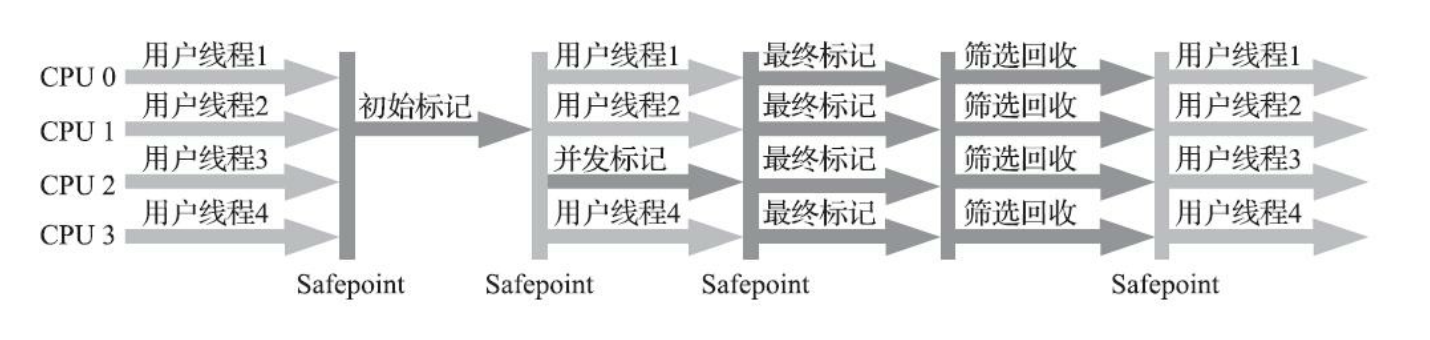 用户线程1 用户线程1 最终标记 筛选回收 用户线程1
CPU 0
用户线程2 初始标记 用户线程2 最终标记 筛选回收 用户线程2
CPU 1
用户线程3 并发标记 最终标记 筛选回收 用户线程3
CPU 2
用户线程4 用户线程4 最终标记 筛选回收 用户线程4
CPU 3
Safepoint Safepoint Safepoint Safepoint